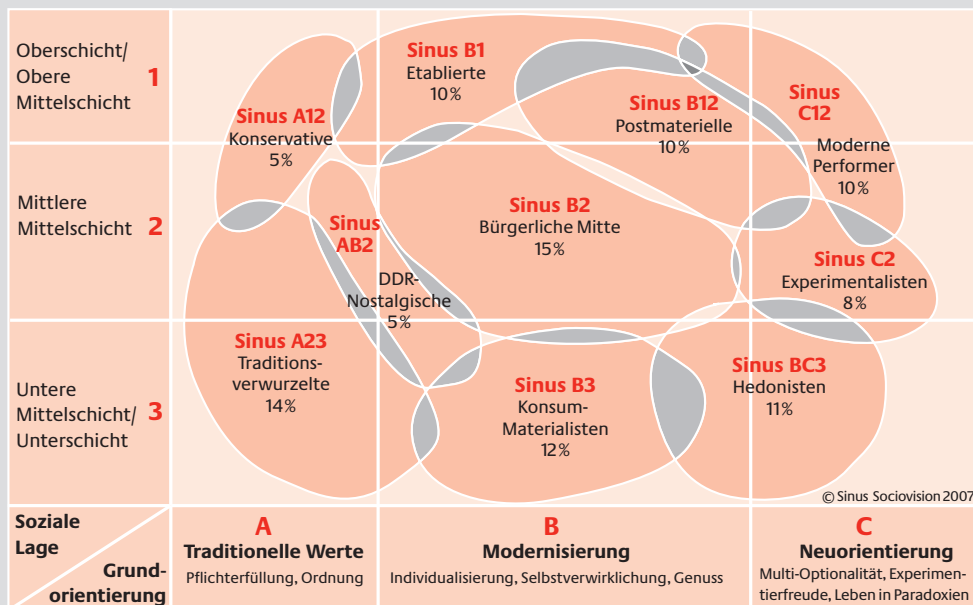 Oberschicht/
Obere
Mittelschicht
1
Mittlere
Mittelschicht
2
Untere
Mittelschicht/
Unterschicht
3
Sinus A12
Konservative
5%
Sinus B1
Etablierte
10%
Sinus B12
Postmaterielle
10%
Sinus
C12
Moderne
Performer
10%
Sinus
AB2
DDR-
Nostalgische
5%
Sinus B2
Bürgerliche Mitte
15%
Sinus C2
Experimentalisten
8%
Sinus A23
Traditions-
verwurzelte
14%
Sinus B3
Konsum-
Materialisten
12%
Sinus BC3
Hedonisten
11%
© Sinus Sociovision 2007
Soziale
Lage
Grund-
orientierung
A
Traditionelle Werte
Pflichterfüllung, Ordnung
B
Modernisierung
Individualisierung, Selbstverwirklichung, Genuss
C
Neuorientierung
Multi-Optionalität, Experimen-
tierfreude, Leben in Paradoxien